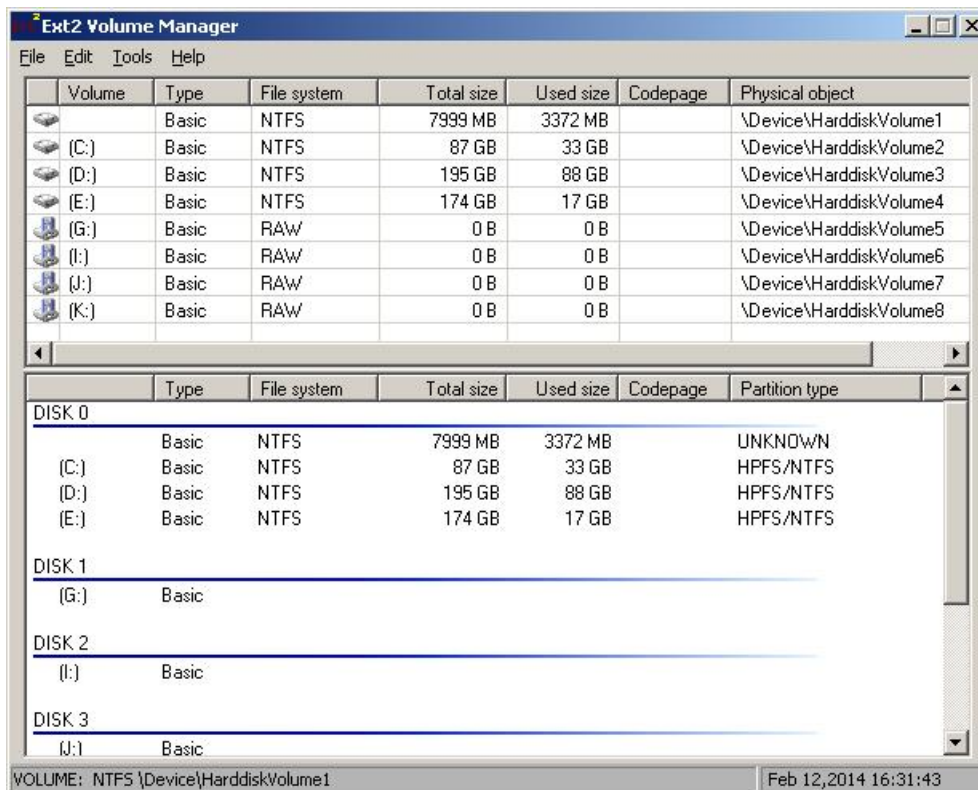 Ext2 Volume Manager
File Edit Tools Help
Volume Type File system Total size Used size Codepage Physical object
Basic NTFS 7999 MB 3372 MB \Device\HarddiskVolume1
(C:) Basic NTFS 87 GB 33 GB \Device\HarddiskVolume2
(D:) Basic NTFS 195 GB 88 GB \Device\HarddiskVolume3
(E:) Basic NTFS 174 GB 17 GB \Device\HarddiskVolume4
(G:) Basic RAW 0 B 0 B \Device\HarddiskVolume5
(I:) Basic RAW 0 B 0 B \Device\HarddiskVolume6
(J:) Basic RAW 0 B 0 B \Device\HarddiskVolume7
(K:) Basic RAW 0 B 0 B \Device\HarddiskVolume8
Type File system Total size Used size Codepage Partition type
DISK 0
Basic NTFS 7999 MB 3372 MB UNKNOWN
(C:) Basic NTFS 87 GB 33 GB HPFS/NTFS
(D:) Basic NTFS 195 GB 88 GB HPFS/NTFS
(E:) Basic NTFS 174 GB 17 GB HPFS/NTFS
DISK 1
(G:) Basic
DISK 2
(I:) Basic
DISK 3
(J:) Basic
VOLUME: NTFS \Device\HarddiskVolume1 Feb 12,2014 16:31:43